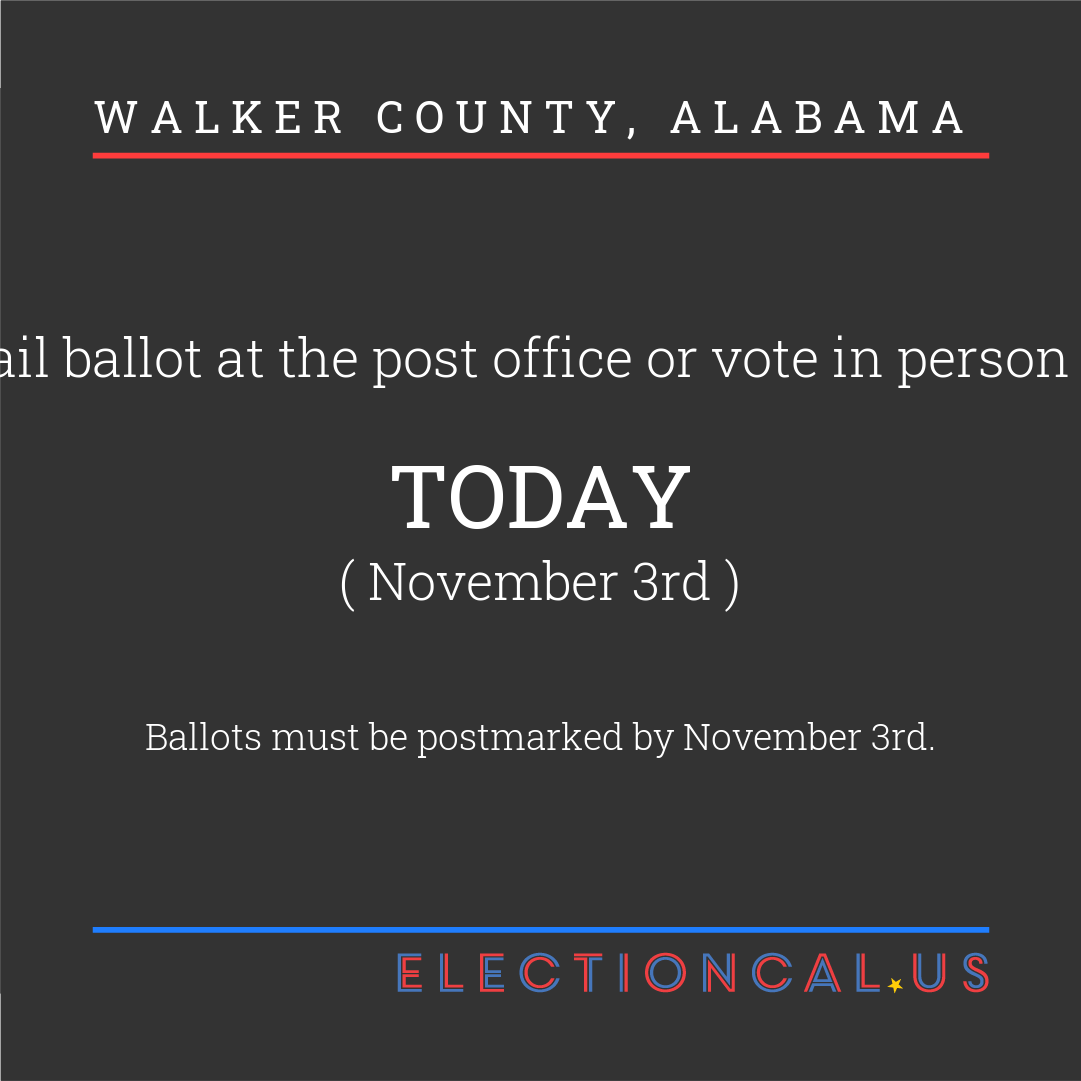 WALKER COUNTY, ALABAMA
ail ballot at the post office or vote in person
TODAY
( November 3rd )
Ballots must be postmarked by November 3rd.
ELECTIONCAL.US